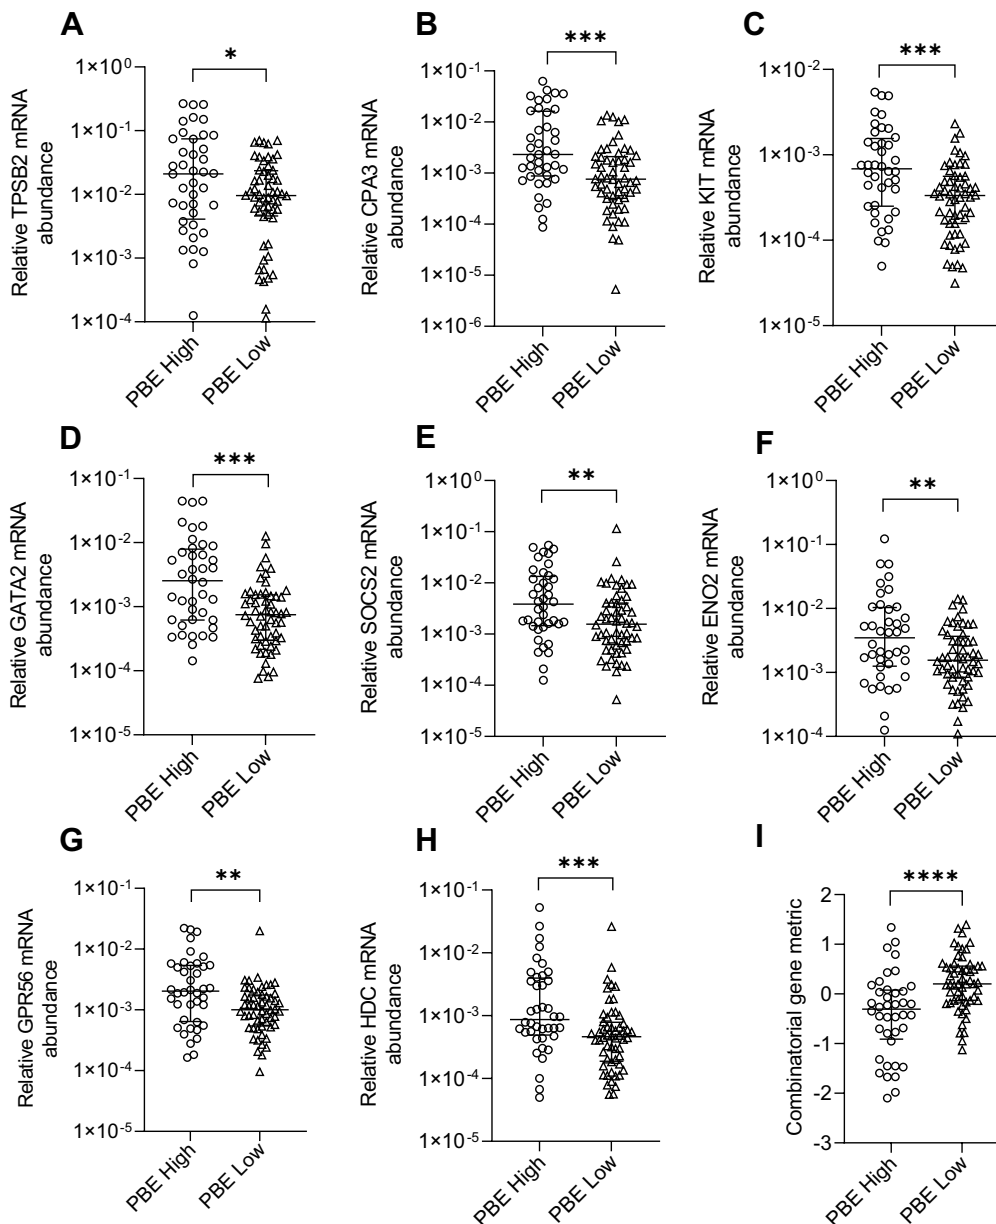 A
*
1×10⁰
1×10⁻¹
1×10⁻²
1×10⁻³
1×10⁻⁴
Relative TPSB2 mRNA
abundance
PBE High
PBE Low
B
***
1×10⁻¹
1×10⁻²
1×10⁻³
1×10⁻⁴
1×10⁻⁵
1×10⁻⁶
Relative CPA3 mRNA
abundance
PBE High
PBE Low
C
***
1×10⁻²
1×10⁻³
1×10⁻⁴
1×10⁻⁵
Relative KIT mRNA
abundance
PBE High
PBE Low
D
***
1×10⁻¹
1×10⁻²
1×10⁻³
1×10⁻⁴
1×10⁻⁵
Relative GATA2 mRNA
abundance
PBE High
PBE Low
E
**
1×10⁰
1×10⁻¹
1×10⁻²
1×10⁻³
1×10⁻⁴
1×10⁻⁵
Relative SOCS2 mRNA
abundance
PBE High
PBE Low
F
**
1×10⁰
1×10⁻¹
1×10⁻²
1×10⁻³
1×10⁻⁴
Relative ENO2 mRNA
abundance
PBE High
PBE Low
G
**
1×10⁻¹
1×10⁻²
1×10⁻³
1×10⁻⁴
1×10⁻⁵
Relative GPR56 mRNA
abundance
PBE High
PBE Low
H
***
1×10⁻¹
1×10⁻²
1×10⁻³
1×10⁻⁴
1×10⁻⁵
Relative HDC mRNA
abundance
PBE High
PBE Low
I
****
2
1
0
-1
-2
-3
Combinatorial gene metric
PBE High
PBE Low